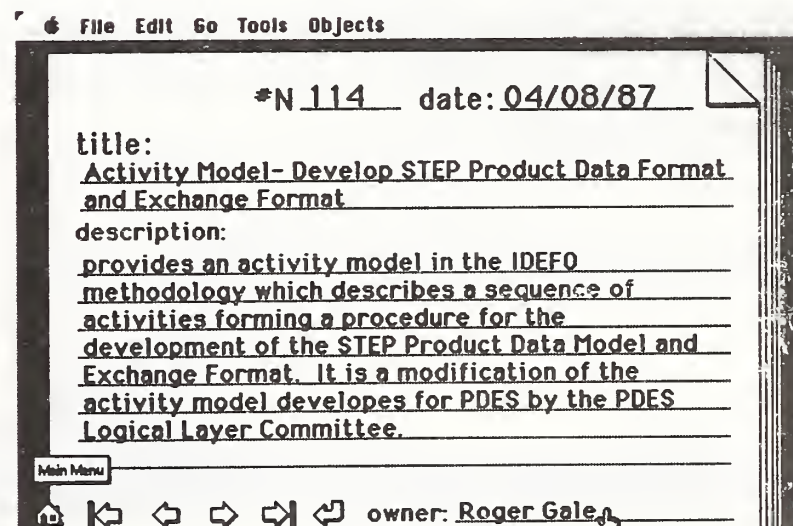 File Edit Go Tools Objects
#N 114 date: 04/08/87
title:
Activity Model- Develop STEP Product Data Format
and Exchange Format
description:
provides an activity model in the IDEF0
methodology which describes a sequence of
activities forming a procedure for the
development of the STEP Product Data Model and
Exchange Format. It is a modification of the
activity model developes for PDES by the PDES
Logical Layer Committee.
Main Menu
owner: Roger Gale